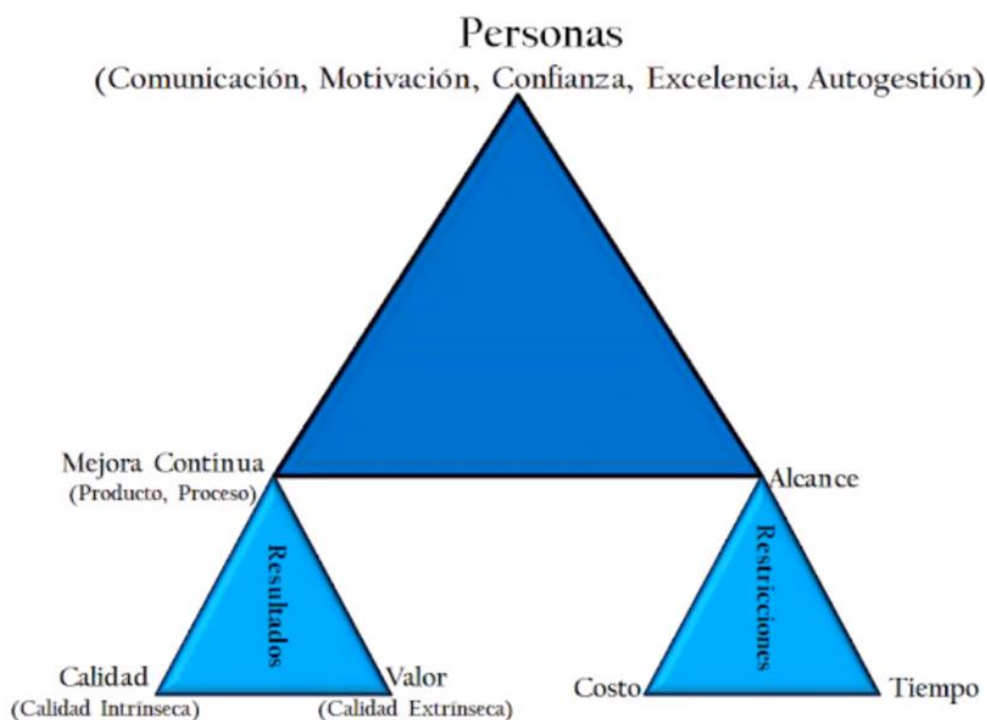 Personas
(Comunicación, Motivación, Confianza, Excelencia, Autogestión)
Mejora Continua
(Producto, Proceso)
Alcance
Resultados
Restricciones
Calidad
(Calidad Intrínseca)
Valor
(Calidad Extrínseca)
Costo
Tiempo